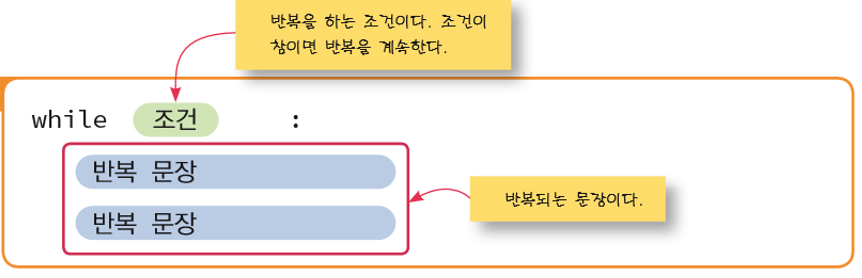 반복을 하는 조건이다. 조건이
참이면 반복을 계속한다.
while 조건 :
반복 문장
반복 문장
반복되는 문장이다.